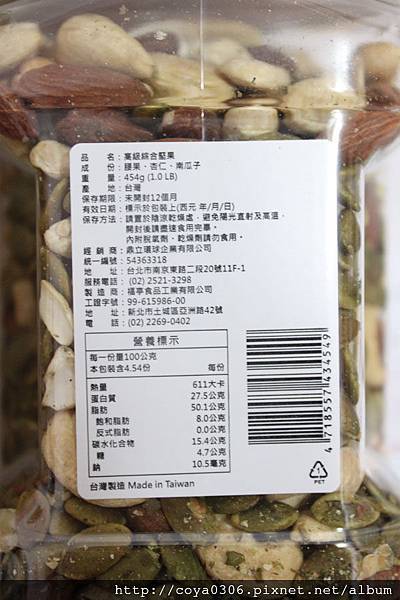 品　　名：高級綜合堅果
成　　份：腰果、杏仁、南瓜子
重　　量：454g (1.0 LB)
產　　地：台灣
保存期限：未開封12個月
有效日期：標示於包裝上(西元 年/月/日)
保存方法：請置於陰涼乾燥處，避免陽光直射及高溫，
開封後請盡速食用完畢。
內附脫氧劑、乾燥劑請勿食用。
經 銷 商：鼎立環球企業有限公司
統一編號：54363318
地　　址：台北市南京東路二段20號11F-1
服務電話：(02) 2521-3298
製 造 商：福亭食品工業有限公司
工證字號：99-615986-00
地　　址：新北市土城區亞洲路42號
電　　話：(02) 2269-0402
營養標示
每一份量100公克
本包裝含4.54份　每份
熱量　611大卡
蛋白質　27.5公克
脂肪　50.1公克
飽和脂肪　8.0公克
反式脂肪　0.0公克
碳水化合物　15.4公克
糖　4.7公克
鈉　10.5毫克
台灣製造 Made in Taiwan
4 718557 434549
1
PET
http://coya0306.pixnet.net/album